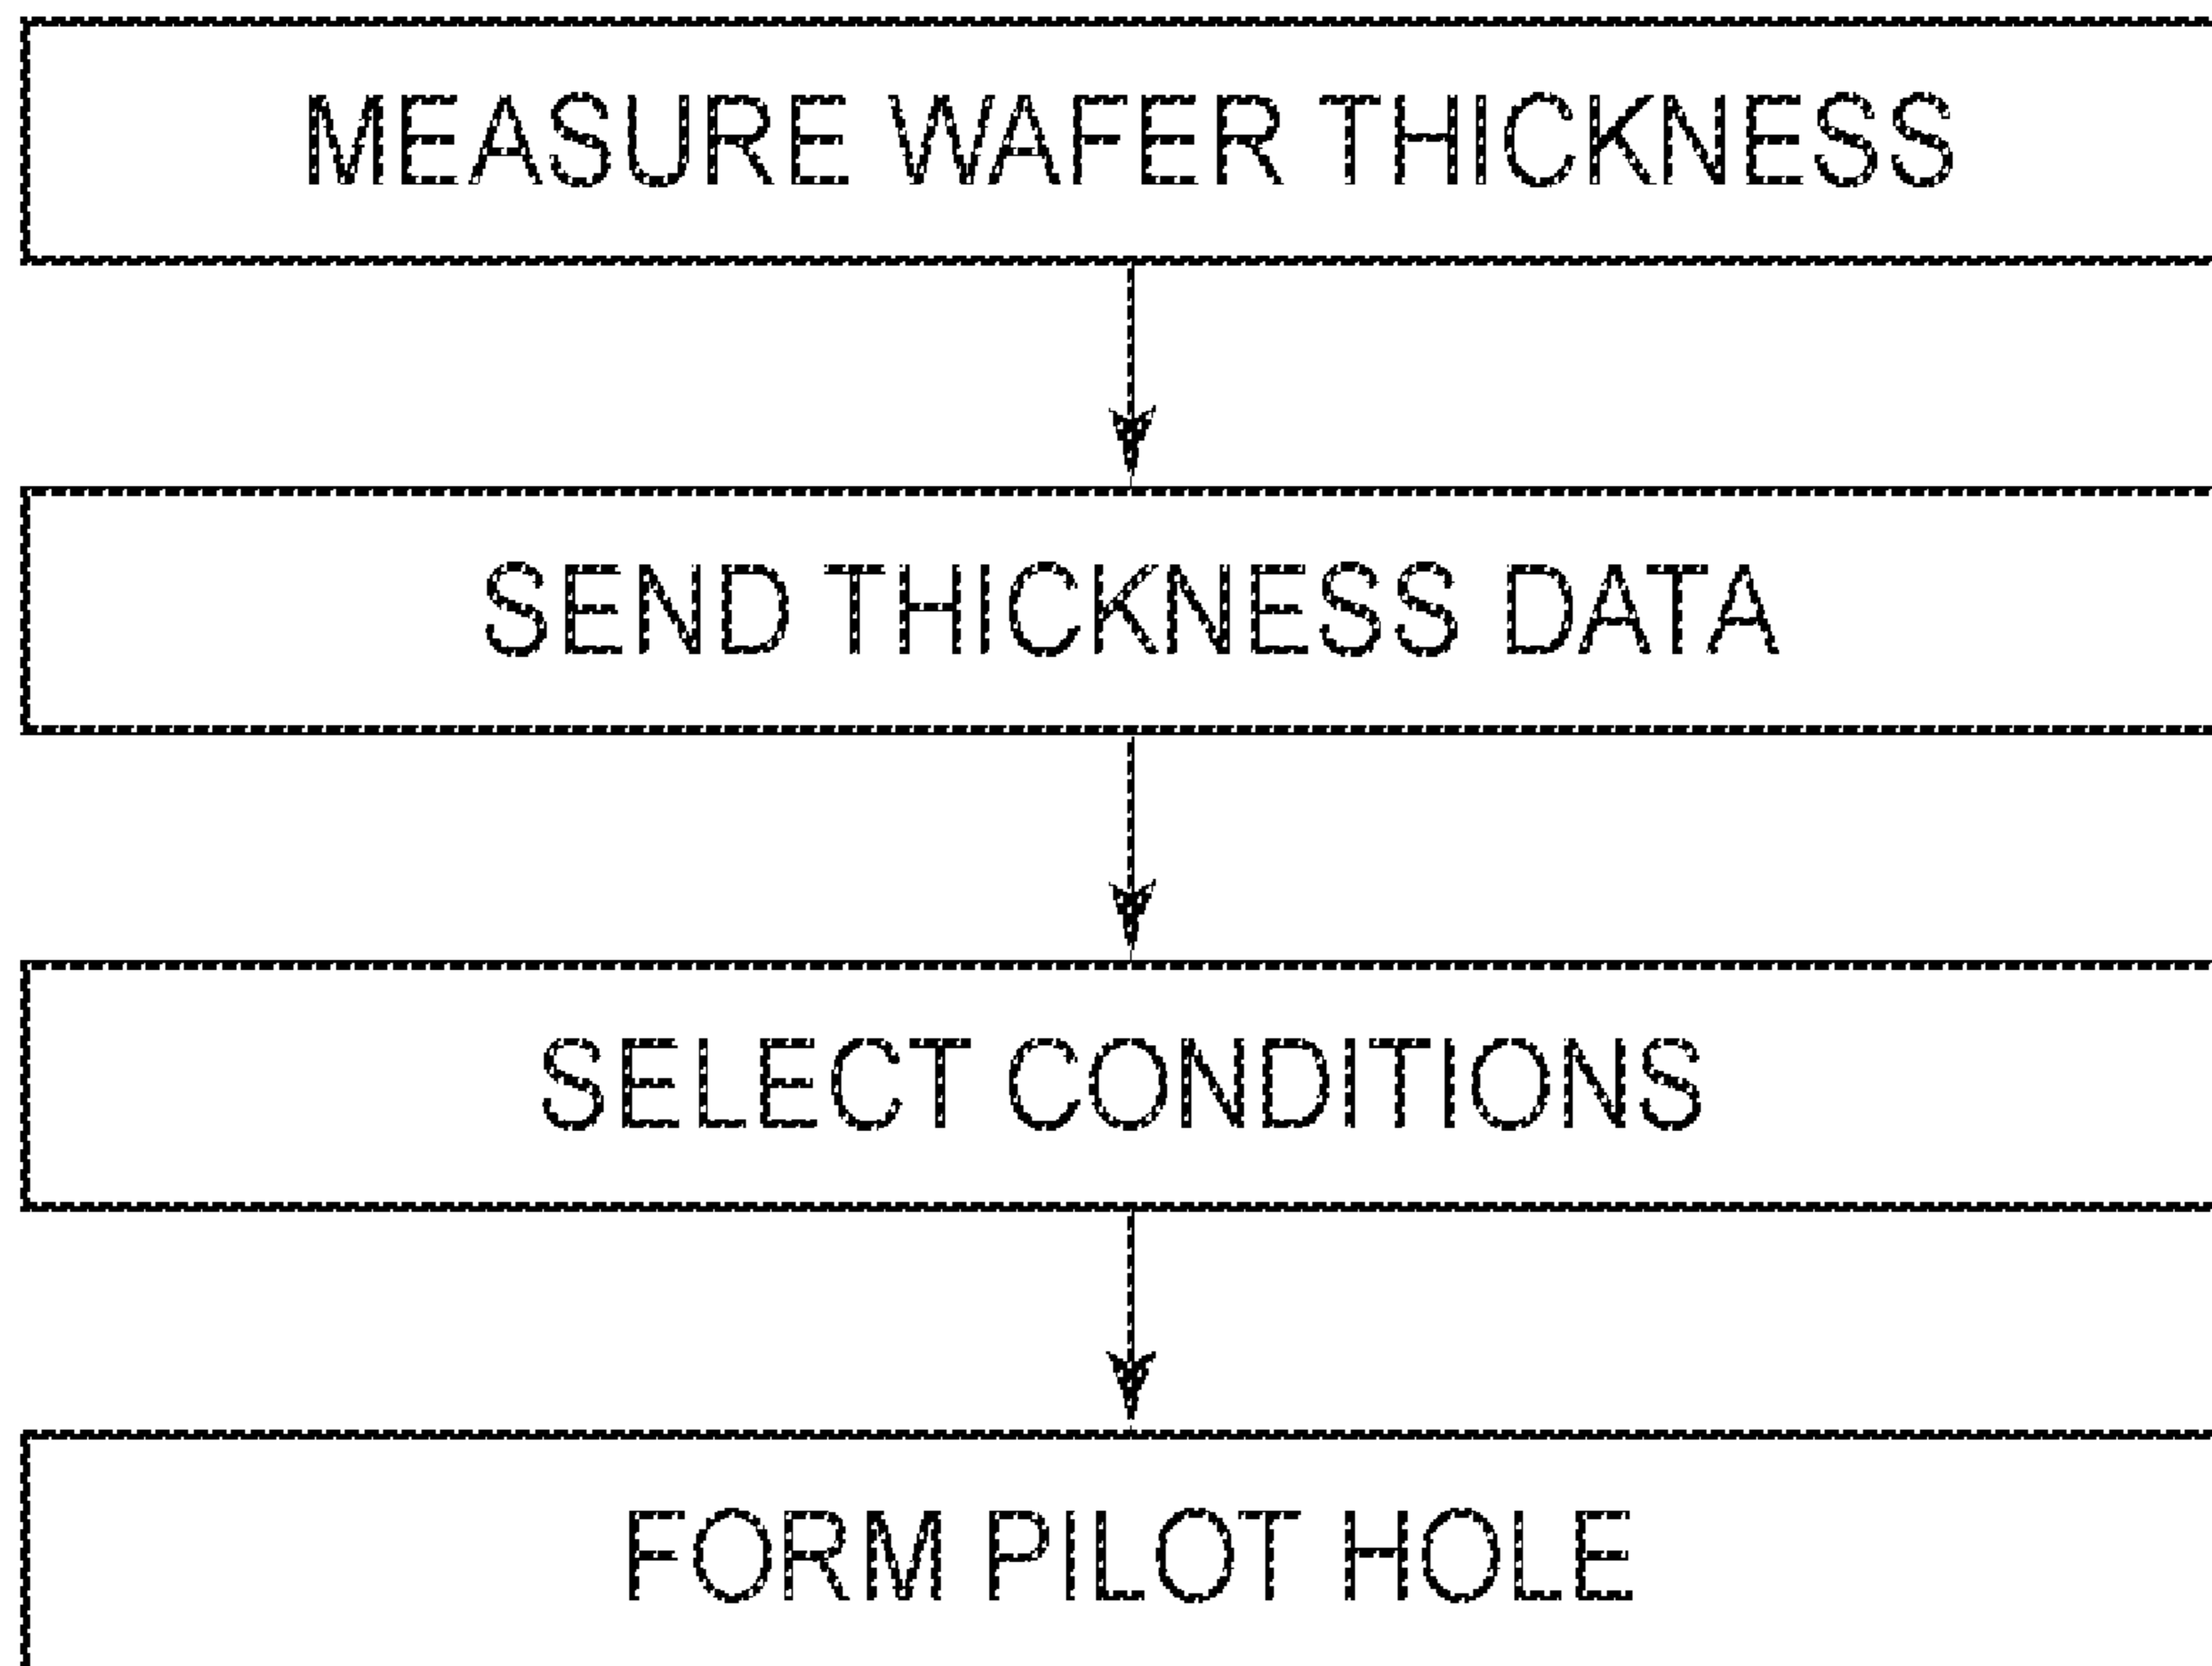 MEASURE WAFER THICKNESS
SEND THICKNESS DATA
SELECT CONDITIONS
FORM PILOT HOLE